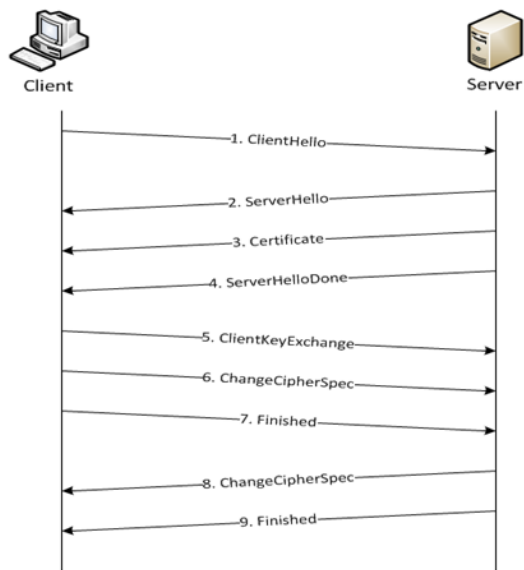 Client
Server
1. ClientHello
2. ServerHello
3. Certificate
4. ServerHelloDone
5. ClientKeyExchange
6. ChangeCipherSpec
7. Finished
8. ChangeCipherSpec
9. Finished